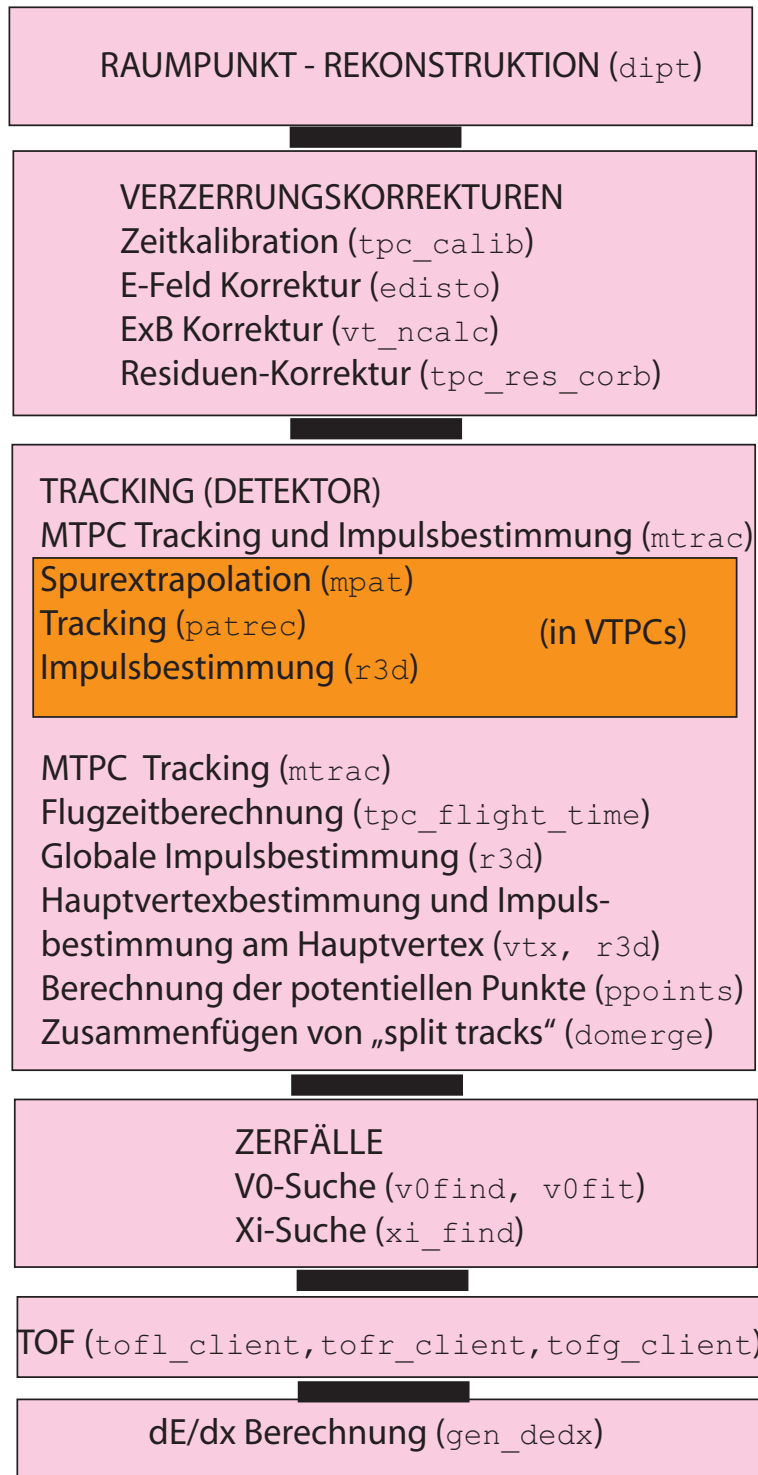 RAUMPUNKT - REKONSTRUKTION (dipt)
VERZERRUNGSKORREKTUREN
Zeitkalibration (tpc_calib)
E-Feld Korrektur (edisto)
ExB Korrektur (vt_ncalc)
Residuen-Korrektur (tpc_res_corb)
TRACKING (DETEKTOR)
MTPC Tracking und Impulsbestimmung (mtrac)
Spurextrapolation (mpat)
Tracking (patrec)
(in VTPCs)
Impulsbestimmung (r3d)
MTPC Tracking (mtrac)
Flugzeitberechnung (tpc_flight_time)
Globale Impulsbestimmung (r3d)
Hauptvertexbestimmung und Impuls-
bestimmung am Hauptvertex (vtx, r3d)
Berechnung der potentiellen Punkte (ppoints)
Zusammenfügen von „split tracks“ (domerge)
ZERFÄLLE
V0-Suche (v0find, v0fit)
Xi-Suche (xi_find)
TOF (tofl_client,tofr_client,tofg_client)
dE/dx Berechnung (gen_dedx)